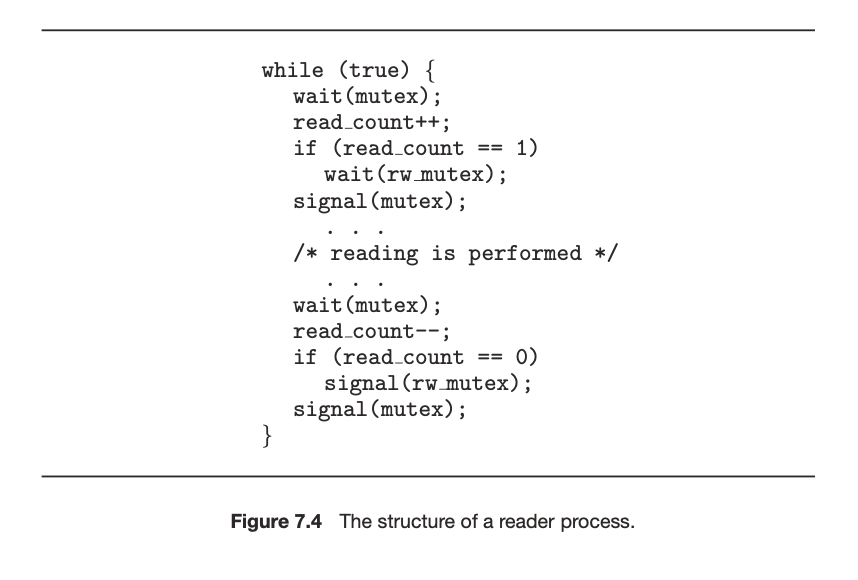 while (true) {
wait(mutex);
read_count++;
if (read_count == 1)
wait(rw_mutex);
signal(mutex);
. . .
/* reading is performed */
. . .
wait(mutex);
read_count--;
if (read_count == 0)
signal(rw_mutex);
signal(mutex);
}
Figure 7.4 The structure of a reader process.